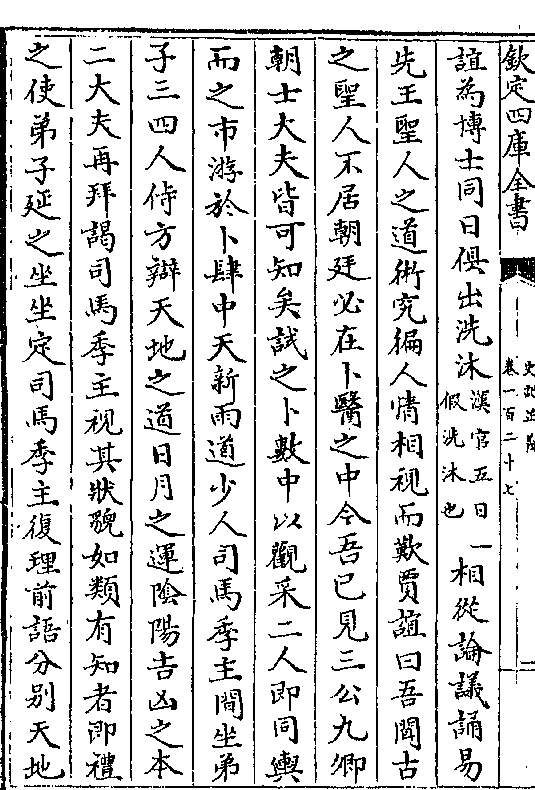 欽定四庫全書
卷一百二十七
誼為博士同日俱出洗沐漢官五日假洗沐也一相從論議誦易
先王聖人之道術究徧人情相視而歎賈誼曰吾聞古
之聖人不居朝廷必在卜醫之中今吾已見三公九卿
朝士大夫皆可知矣試之卜數中以觀采二人即同輿
而之市游於卜肆中天新雨道少人司馬季主閒坐弟
子三四人侍方辯天地之道日月之運陰陽吉凶之本
二大夫再拜謁司馬季主視其狀貌如類有知者即禮
之使弟子延之坐坐定司馬季主復理前語分别天地